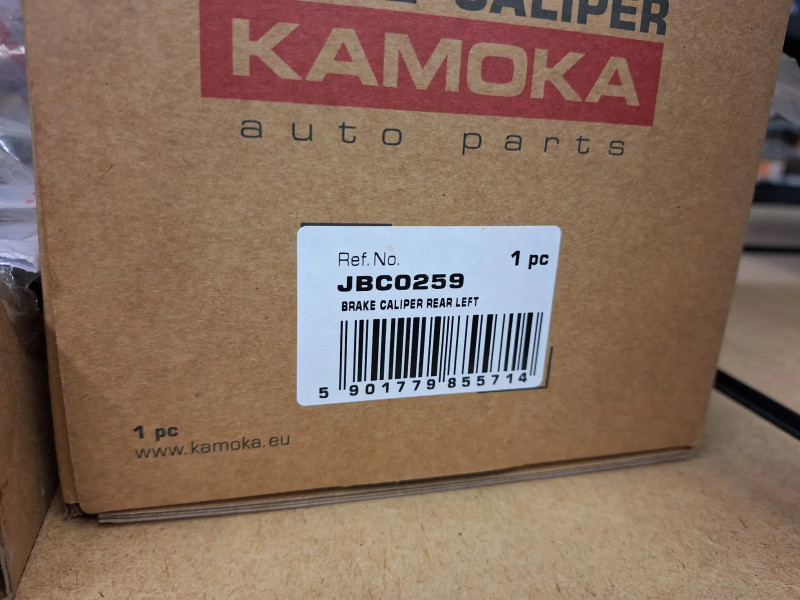 CALIPER
KAMOKA
auto parts
Ref. No.
1 pc
JBC0259
BRAKE CALIPER REAR LEFT
5 901779 855714
1 pc
www.kamoka.eu